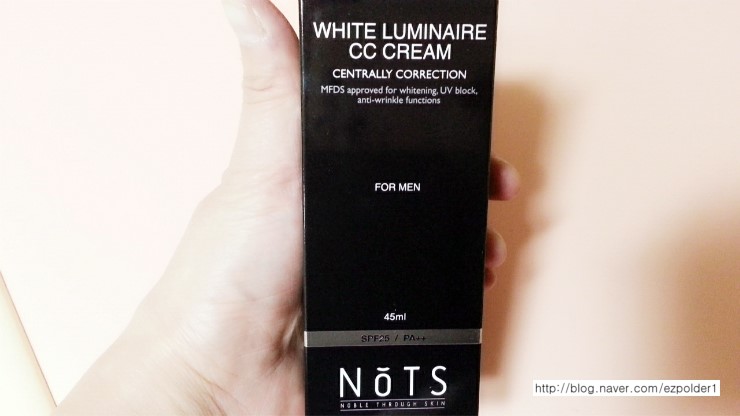 WHITE LUMINAIRE
CC CREAM
CENTRALLY CORRECTION
MFDS approved for whitening, UV block,
anti-wrinkle functions
FOR MEN
45ml
SPF25 / PA++
NōTS
NOBLE THROUGH SKIN
http://blog.naver.com/ezpolder1